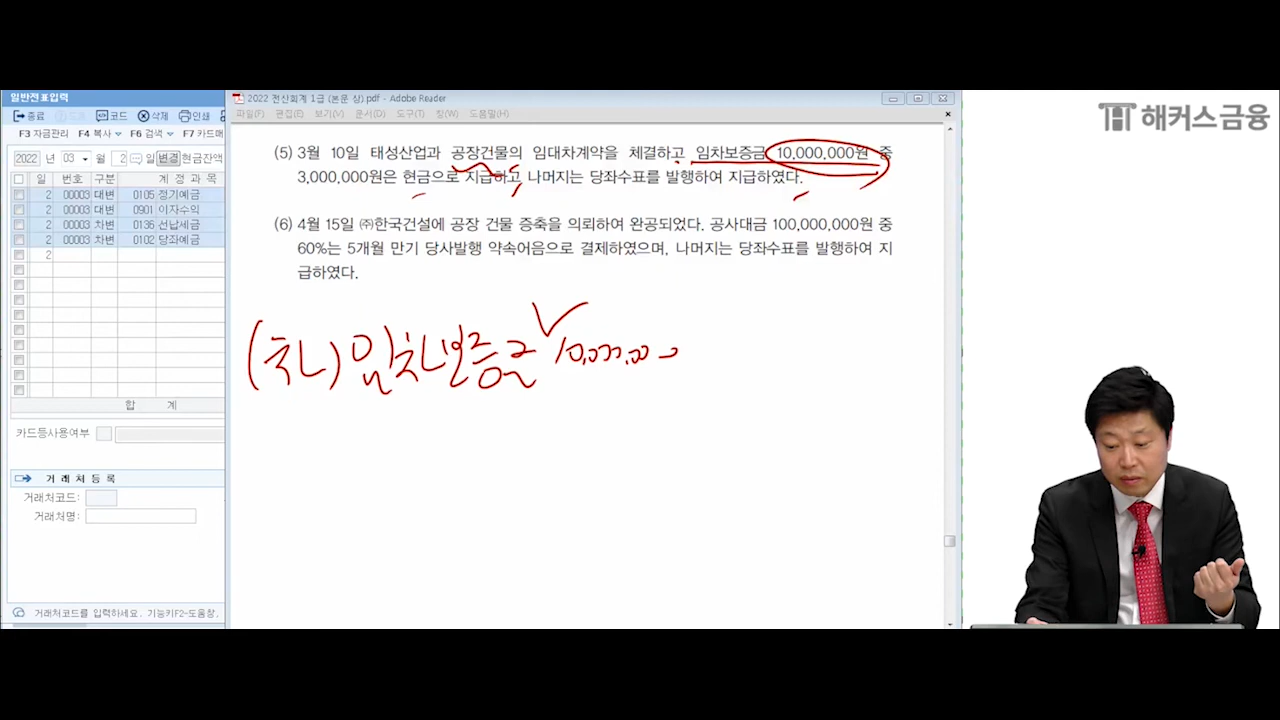 일반전표입력
종료 코드 삭제 인쇄
F3 자금관리 F4 복사 F6 검색 F7 카드매
2022 년 03 월 2 일 변경 현금잔액
일 번호 구분 계 정 과 목
2 00003 대변 0105 정기예금
2 00003 대변 0901 이자수익
2 00003 차변 0136 선납세금
2 00003 차변 0102 당좌예금
2
합 계
카드등사용여부
거 래 처 등 록
거래처코드:
거래처명:
거래처코드를 입력하세요. 기능키F2-도움창,
2022 전산회계 1급 (본문 상).pdf - Adobe Reader
파일(F) 편집(E) 보기(V) 문서(D) 도구(T) 창(W) 도움말(H)
(5) 3월 10일 태성산업과 공장건물의 임대차계약을 체결하고 임차보증금 10,000,000원 중
3,000,000원은 현금으로 지급하고 나머지는 당좌수표를 발행하여 지급하였다.
(6) 4월 15일 ㈜한국건설에 공장 건물 증축을 의뢰하여 완공되었다. 공사대금 100,000,000원 중
60%는 5개월 만기 당사발행 약속어음으로 결제하였으며, 나머지는 당좌수표를 발행하여 지
급하였다.
(차) 임차보증금 10,000,000
해커스금융